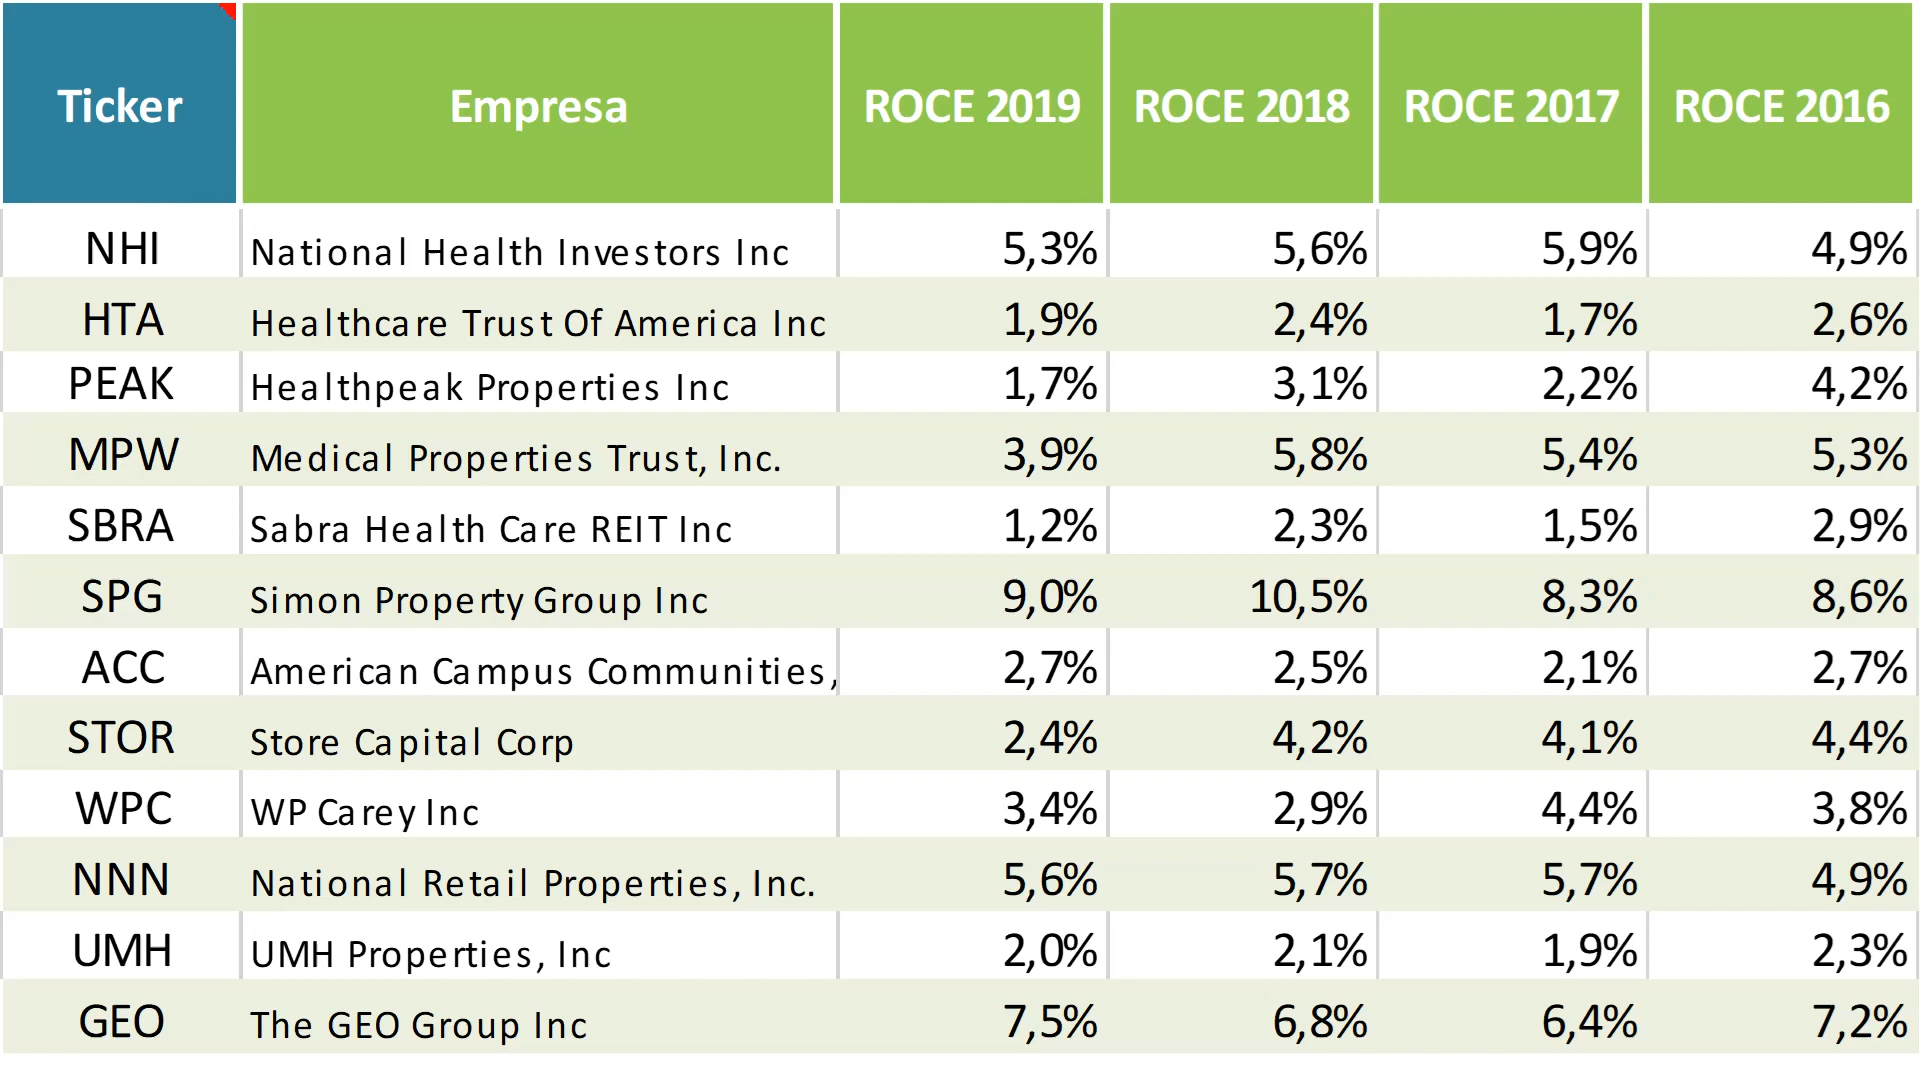 Ticker Empresa ROCE 2019 ROCE 2018 ROCE 2017 ROCE 2016
NHI National Health Investors Inc 5,3% 5,6% 5,9% 4,9%
HTA Healthcare Trust Of America Inc 1,9% 2,4% 1,7% 2,6%
PEAK Healthpeak Properties Inc 1,7% 3,1% 2,2% 4,2%
MPW Medical Properties Trust, Inc. 3,9% 5,8% 5,4% 5,3%
SBRA Sabra Health Care REIT Inc 1,2% 2,3% 1,5% 2,9%
SPG Simon Property Group Inc 9,0% 10,5% 8,3% 8,6%
ACC American Campus Communities, 2,7% 2,5% 2,1% 2,7%
STOR Store Capital Corp 2,4% 4,2% 4,1% 4,4%
WPC WP Carey Inc 3,4% 2,9% 4,4% 3,8%
NNN National Retail Properties, Inc. 5,6% 5,7% 5,7% 4,9%
UMH UMH Properties, Inc 2,0% 2,1% 1,9% 2,3%
GEO The GEO Group Inc 7,5% 6,8% 6,4% 7,2%